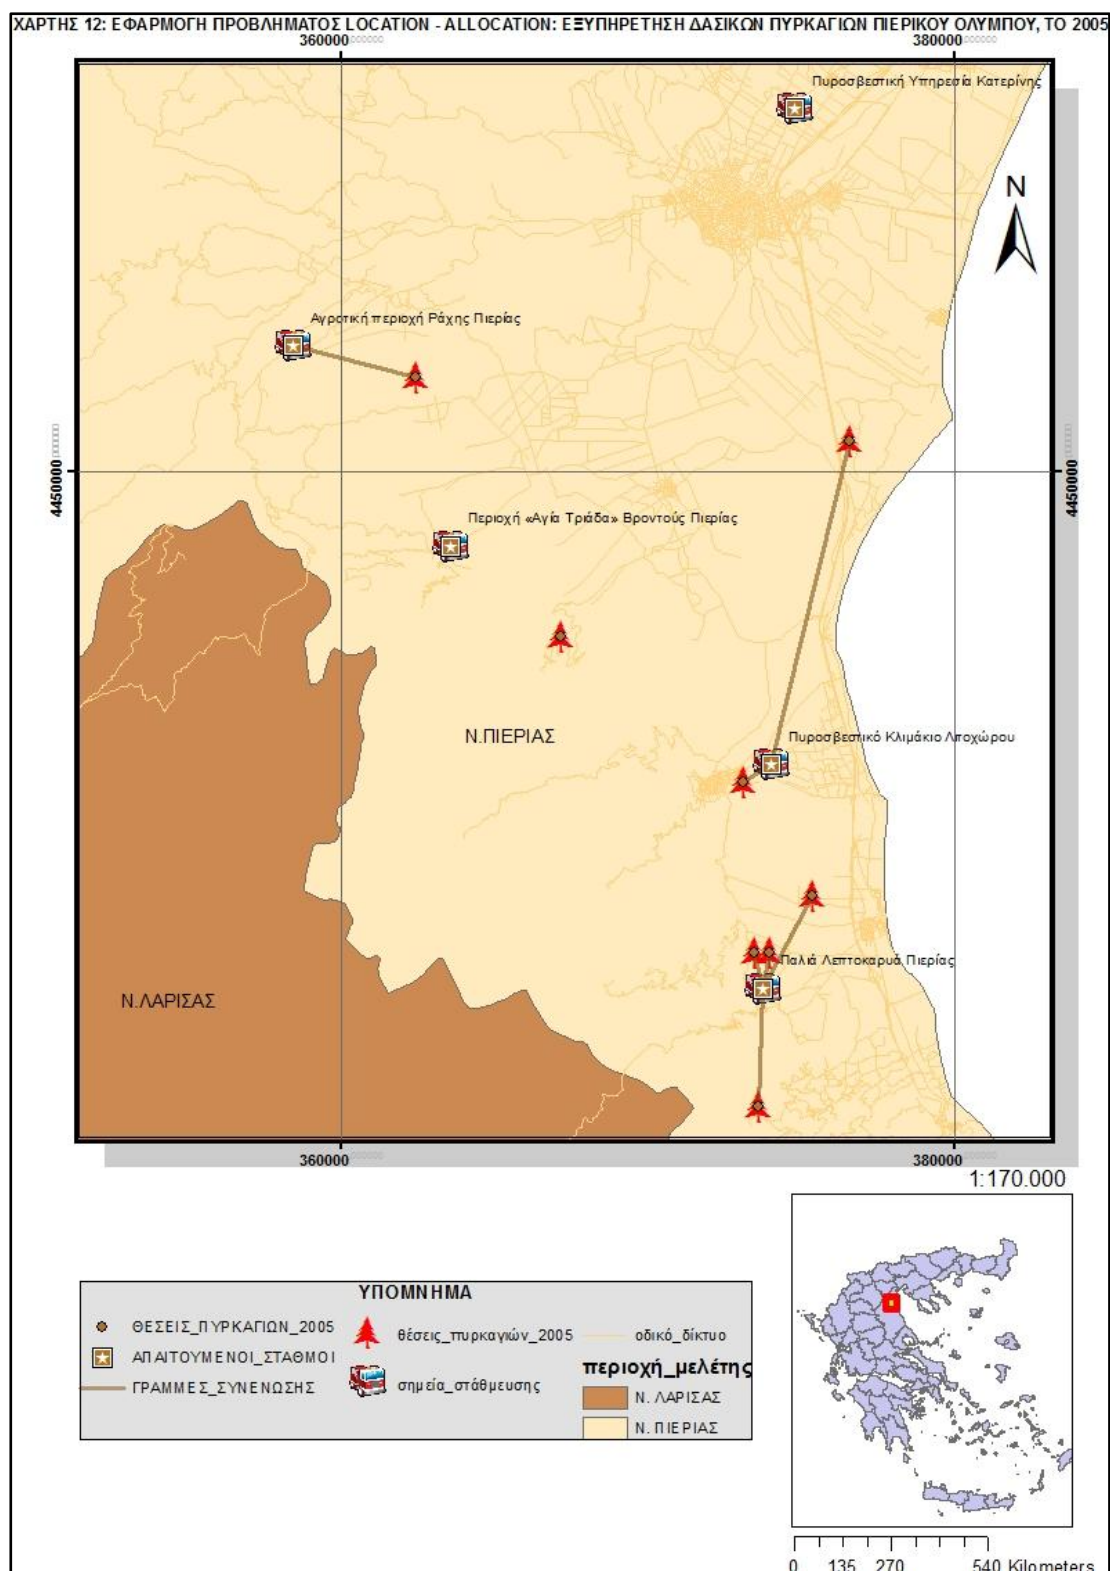 ΧΑΡΤΗΣ 12: ΕΦΑΡΜΟΓΗ ΠΡΟΒΛΗΜΑΤΟΣ LOCATION - ALLOCATION: ΕΞΥΠΗΡΕΤΗΣΗ ΔΑΣΙΚΩΝ ΠΥΡΚΑΓΙΩΝ ΠΙΕΡΙΚΟΥ ΟΛΥΜΠΟΥ, ΤΟ 2005
360000 380000
Πυροσβεστική Υπηρεσία Κατερίνης
N
Αγροτική περιοχή Ράχης Πιερίας
4450000 4450000
Περιοχή «Αγία Τριάδα» Βροντούς Πιερίας
Ν.ΠΙΕΡΙΑΣ
Πυροσβεστικό Κλιμάκιο Λιτοχώρου
Παλιά Λεπτοκαρυά Πιερίας
Ν.ΛΑΡΙΣΑΣ
360000 380000
1:170.000
ΥΠΟΜΝΗΜΑ
ΘΕΣΕΙΣ_ΠΥΡΚΑΓΙΩΝ_2005 θέσεις_πυρκαγιών_2005 οδικό_δίκτυο
ΑΠΑΙΤΟΥΜΕΝΟΙ_ΣΤΑΘΜΟΙ περιοχή_μελέτης
ΓΡΑΜΜΕΣ_ΣΥΝΕΝΩΣΗΣ σημεία_στάθμευσης Ν. ΛΑΡΙΣΑΣ
Ν. ΠΙΕΡΙΑΣ
0 135 270 540 Kilometers